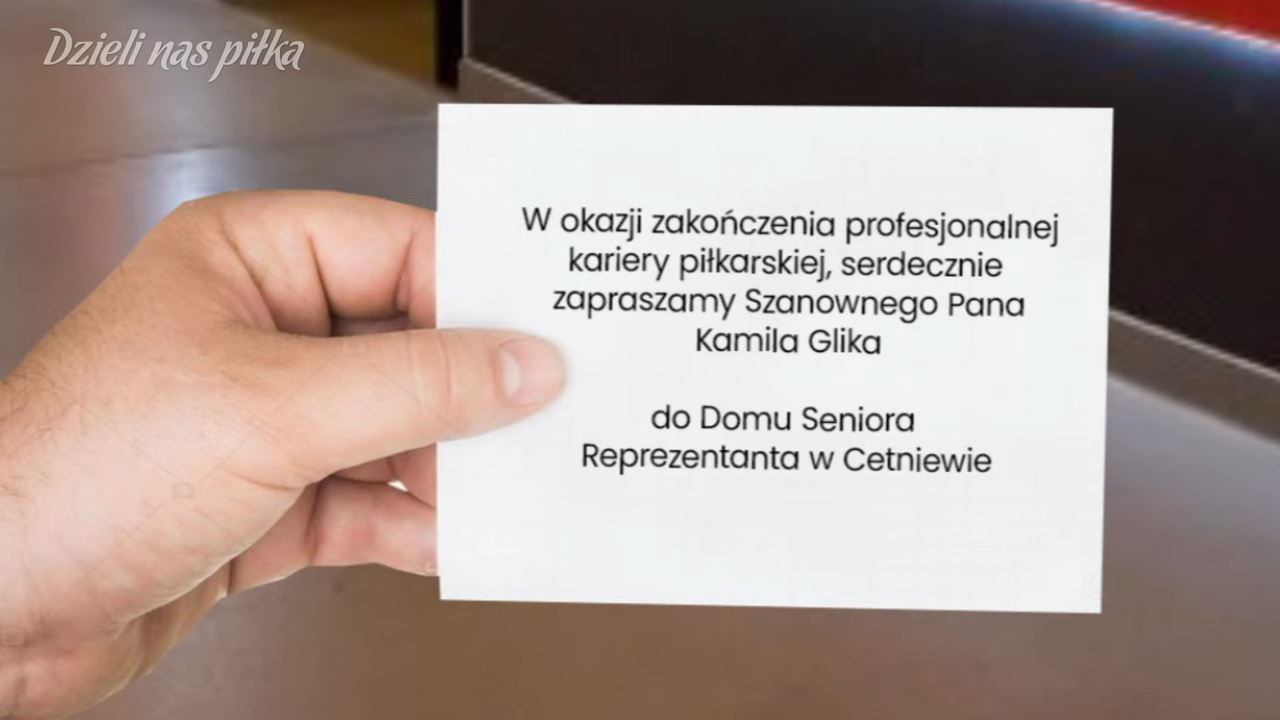 Dzieli nas piłka
W okazji zakończenia profesjonalnej
kariery piłkarskiej, serdecznie
zapraszamy Szanownego Pana
Kamila Glika
do Domu Seniora
Reprezentanta w Cetniewie